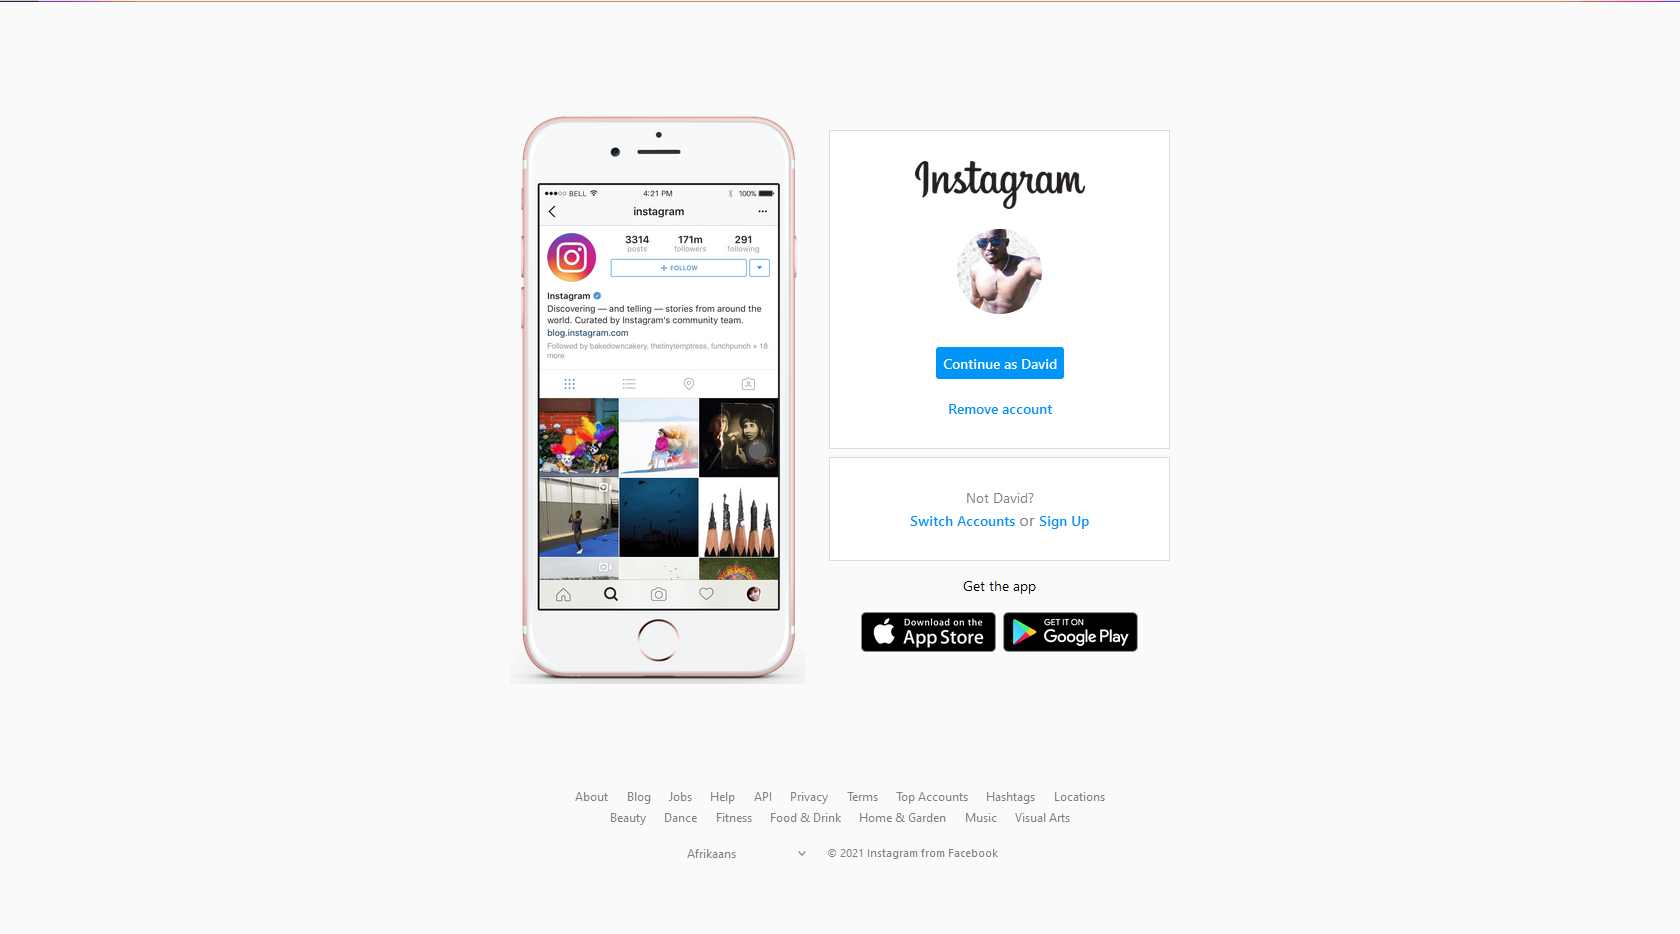 BELL
4:21 PM
100%
instagram
3314
171m
291
posts
followers
following
+ FOLLOW
Instagram
Discovering — and telling — stories from around the
world. Curated by Instagram's community team.
blog.instagram.com
Followed by bakedowncakery, thetinytemptress, funchpunch + 18
more
Instagram
Continue as David
Remove account
Not David?
Switch Accounts or Sign Up
Get the app
Download on the
App Store
GET IT ON
Google Play
About Blog Jobs Help API Privacy Terms Top Accounts Hashtags Locations
Beauty Dance Fitness Food & Drink Home & Garden Music Visual Arts
Afrikaans
© 2021 Instagram from Facebook